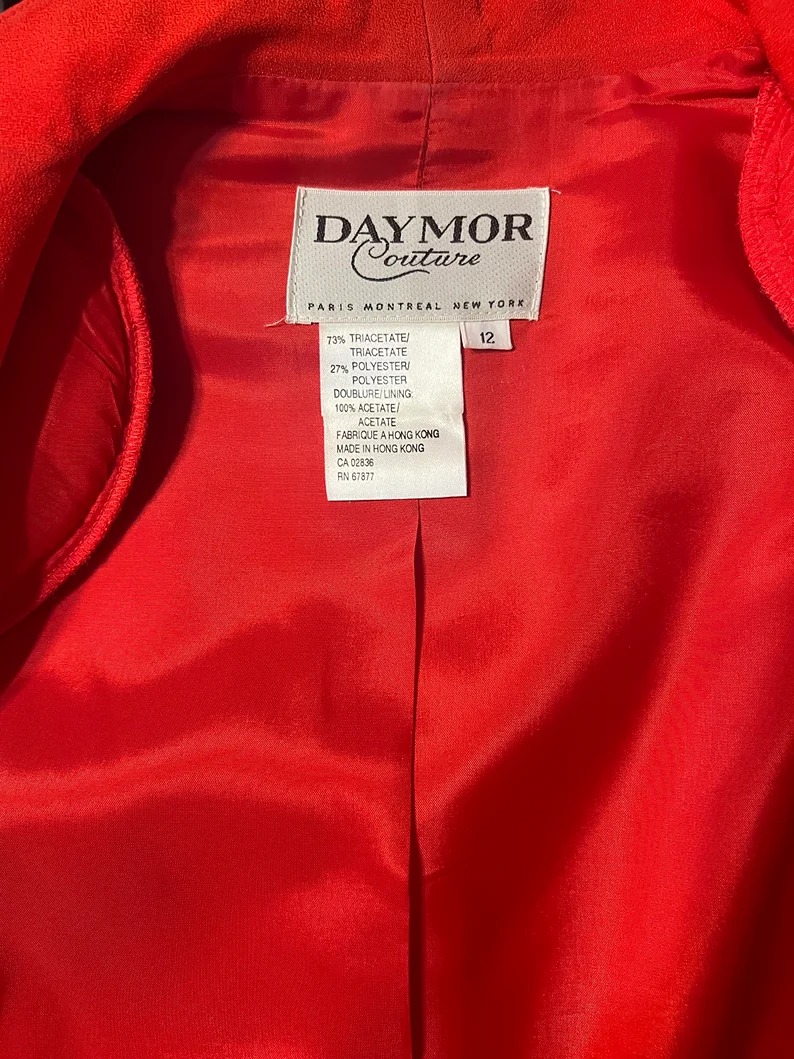 DAYMOR
Couture
PARIS MONTREAL NEW YORK
12
73% TRIACETATE/
TRIACETATE
27% POLYESTER/
POLYESTER
DOUBLURE/LINING:
100% ACETATE/
ACETATE
FABRIQUE A HONG KONG
MADE IN HONG KONG
CA 02836
RN 67877